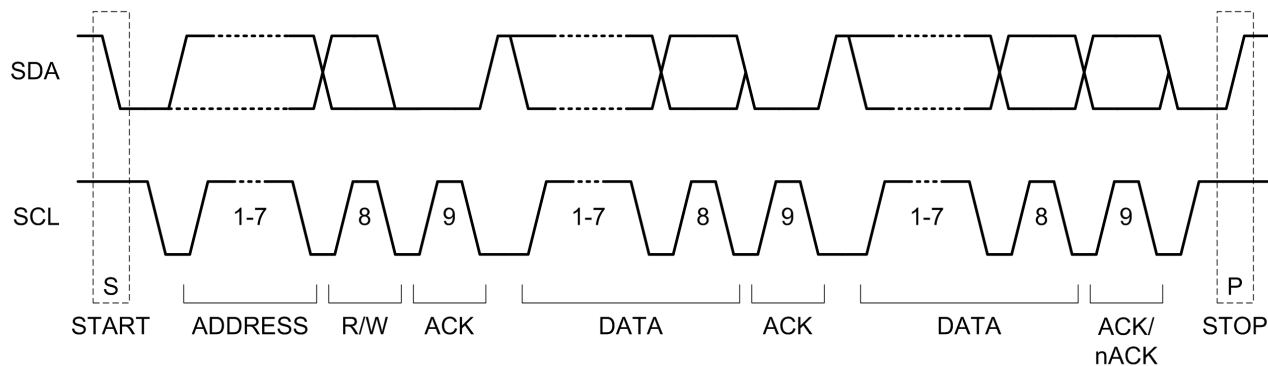 SDA
SCL
1-7 8 9 1-7 8 9 1-7 8 9
S P
START ADDRESS R/W ACK DATA ACK DATA ACK/ STOP
nACK